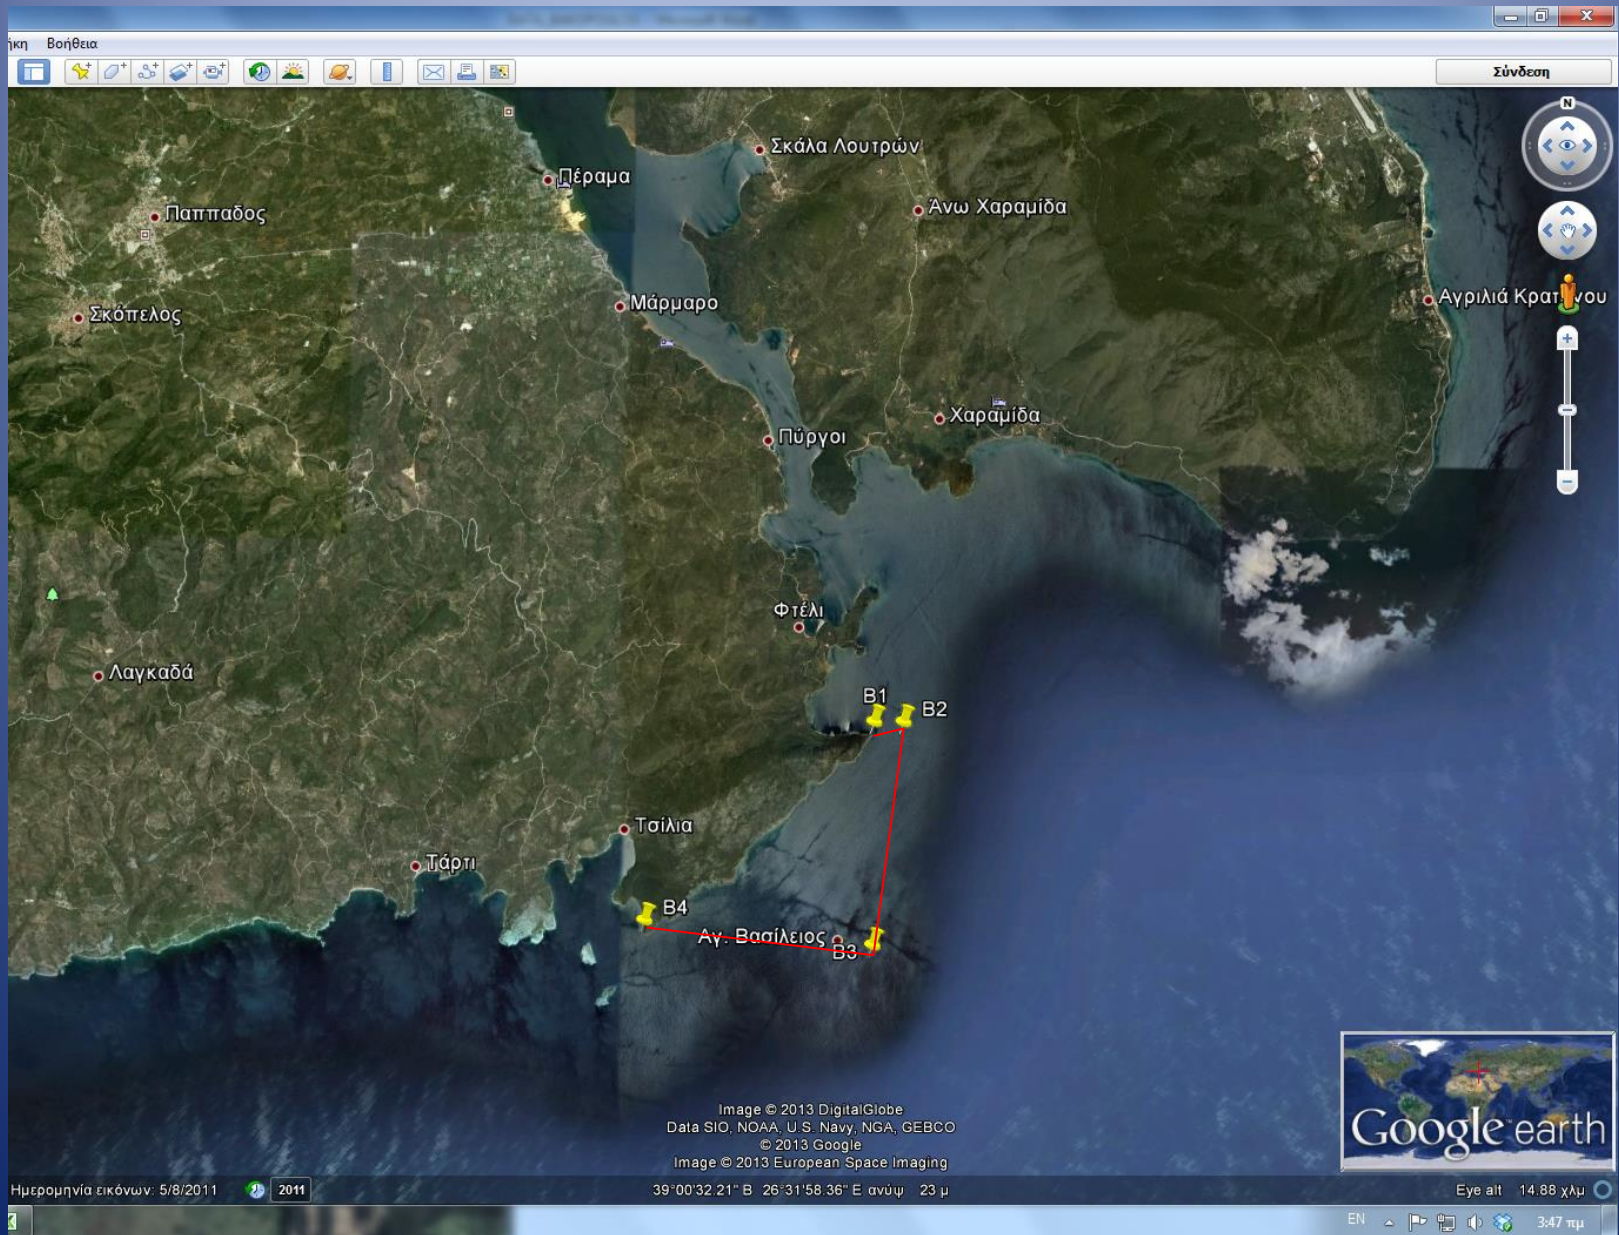 ήκη Βοήθεια
Σύνδεση
N
Σκάλα Λουτρών
Πέραμα
Άνω Χαραμίδα
Παππαδος
Μάρμαρο
Σκόπελος
Χαραμίδα
Πύργοι
Φτέλι
Λαγκαδά
B1
B2
Τσίλια
Τάρτι
B4
Αγ. Βασίλειος
B3
Image © 2013 DigitalGlobe
Data SIO, NOAA, U.S. Navy, NGA, GEBCO
© 2013 Google
Image © 2013 European Space Imaging
Google earth
Ημερομηνία εικόνων: 5/8/2011 2011 39°00'32.21" Β 26°31'58.36" Ε ανύψ 23 μ Eye alt 14.88 χλμ
EN 3:47 πμ